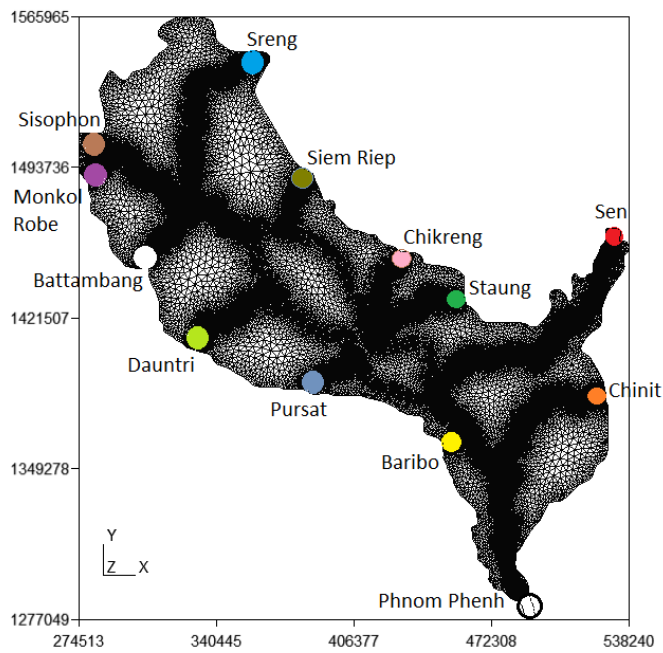 1565965
Sreng
Sisophon
1493736
Siem Riep
Monkol
Robe
Sen
Chikreng
Battambang
Staung
1421507
Dauntri
Pursat
Chinit
Baribo
1349278
Y
Z X
Phnom Phenh
1277049
274513 340445 406377 472308 538240